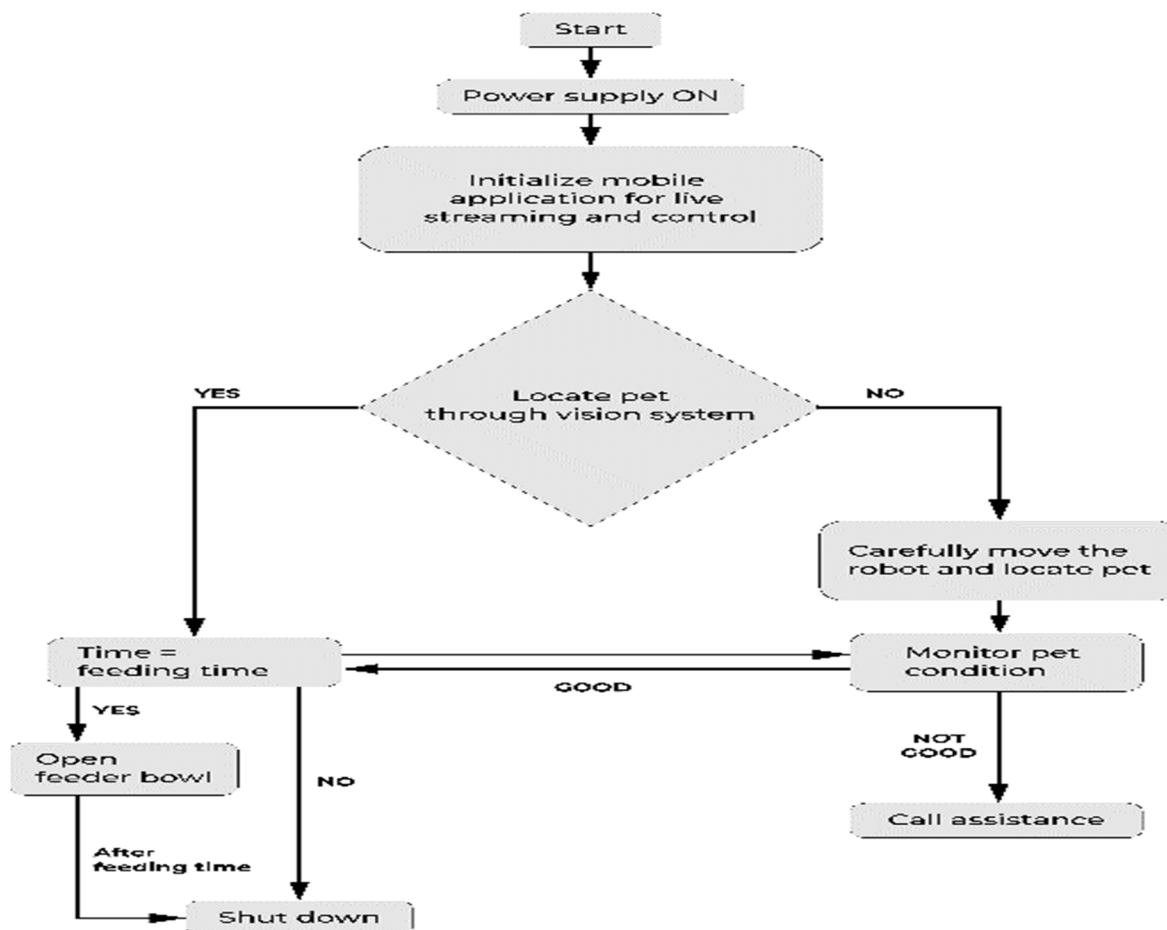 Start
Power supply ON
Initialize mobile
application for live
streaming and control
Locate pet
through vision system
YES
NO
Carefully move the
robot and locate pet
Time =
feeding time
Monitor pet
condition
GOOD
YES
NOT
GOOD
Open
feeder bowl
NO
Call assistance
After
feeding time
Shut down